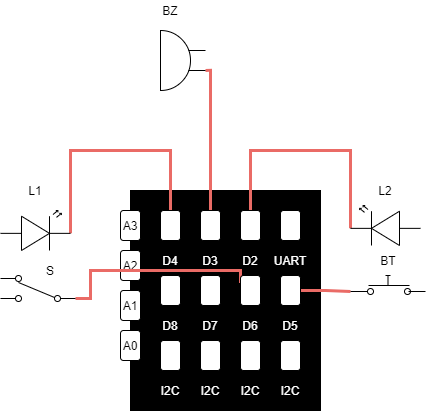 BZ
L1
L2
A3
D4 D3 D2 UART
S
A2
BT
A1
D8 D7 D6 D5
A0
I2C I2C I2C I2C